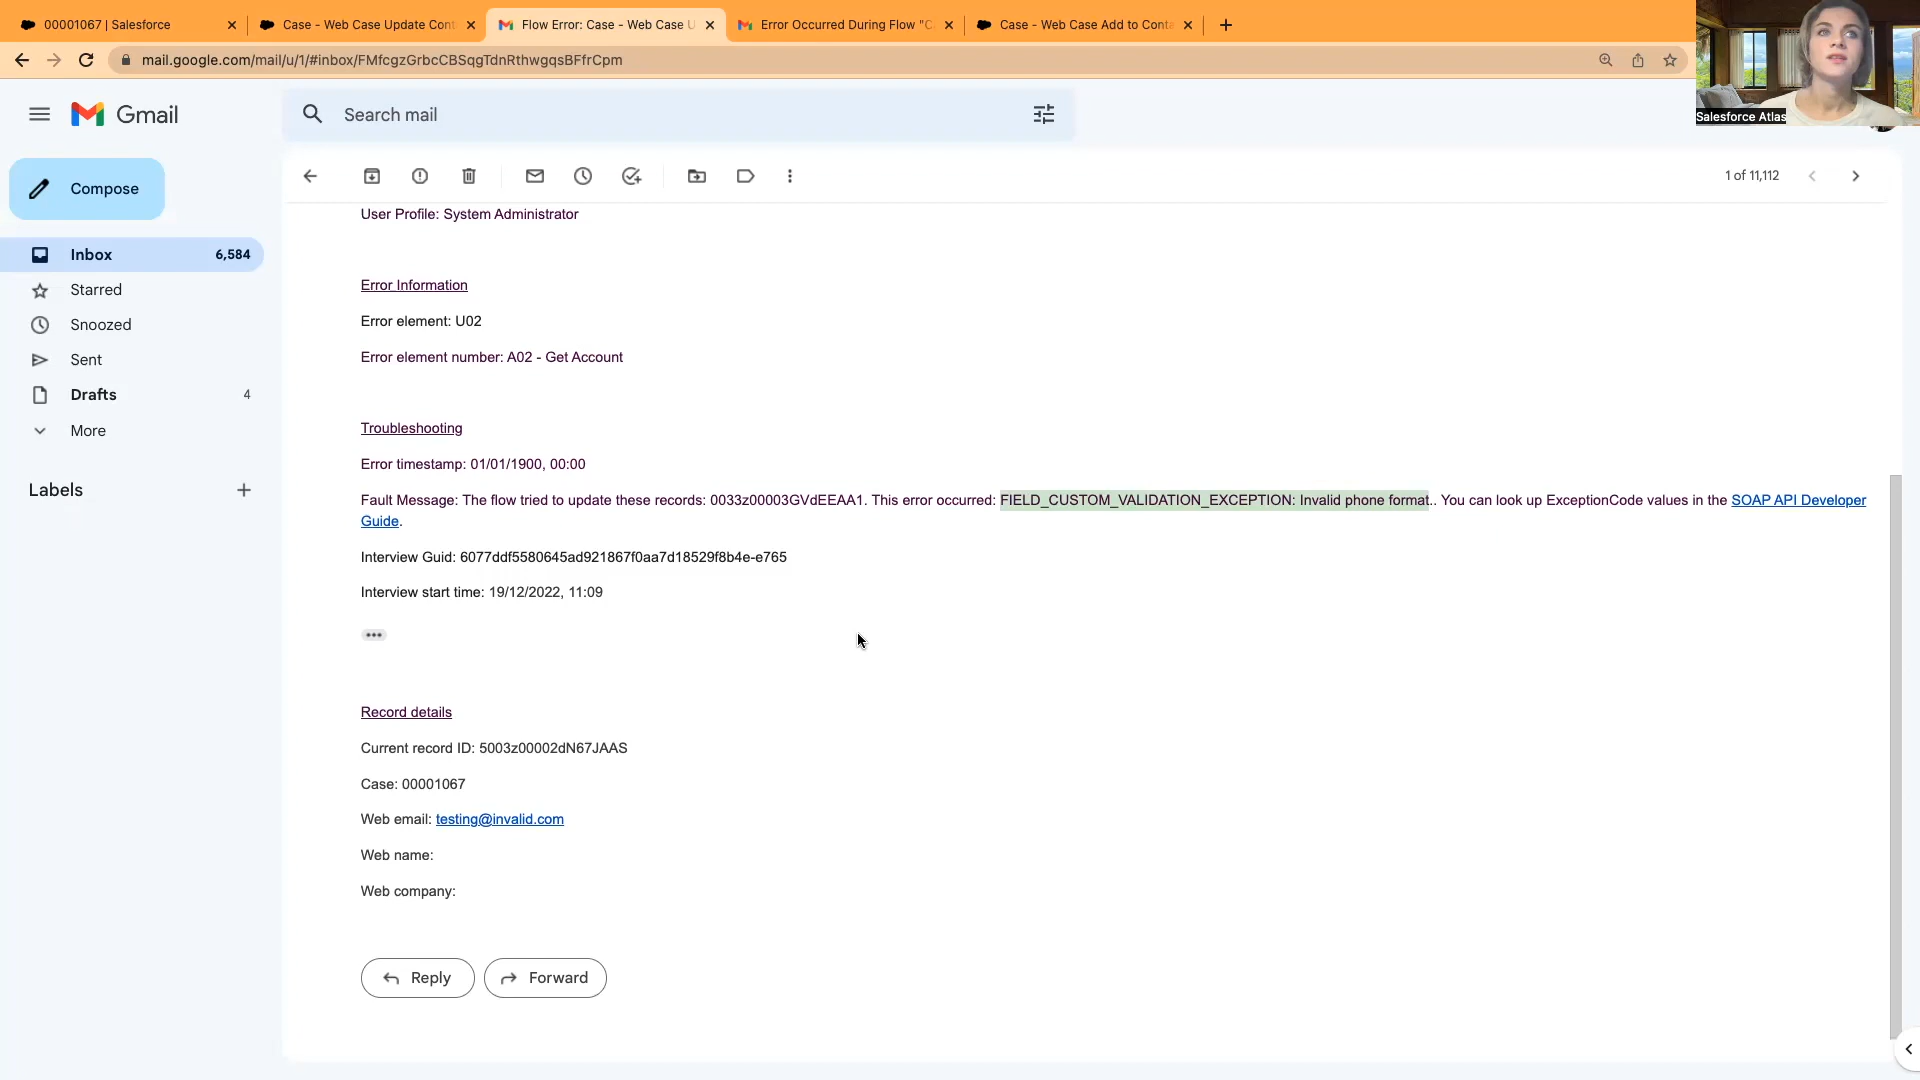 00001067 | Salesforce
Case - Web Case Update Cont
Flow Error: Case - Web Case U
Error Occurred During Flow "C
Case - Web Case Add to Conta
mail.google.com/mail/u/1/#inbox/FMfcgzGrbcCBSqgTdnRthwgqsBFfrCpm
Salesforce Atlas
Gmail
Search mail
Compose
1 of 11,112
Inbox 6,584
Starred
Snoozed
Sent
Drafts 4
More
Labels
User Profile: System Administrator
Error Information
Error element: U02
Error element number: A02 - Get Account
Troubleshooting
Error timestamp: 01/01/1900, 00:00
Fault Message: The flow tried to update these records: 0033z00003GVdEEAA1. This error occurred: FIELD_CUSTOM_VALIDATION_EXCEPTION: Invalid phone format.. You can look up ExceptionCode values in the SOAP API Developer
Guide.
Interview Guid: 6077ddf5580645ad921867f0aa7d18529f8b4e-e765
Interview start time: 19/12/2022, 11:09
Record details
Current record ID: 5003z00002dN67JAAS
Case: 00001067
Web email: testing@invalid.com
Web name:
Web company:
Reply
Forward